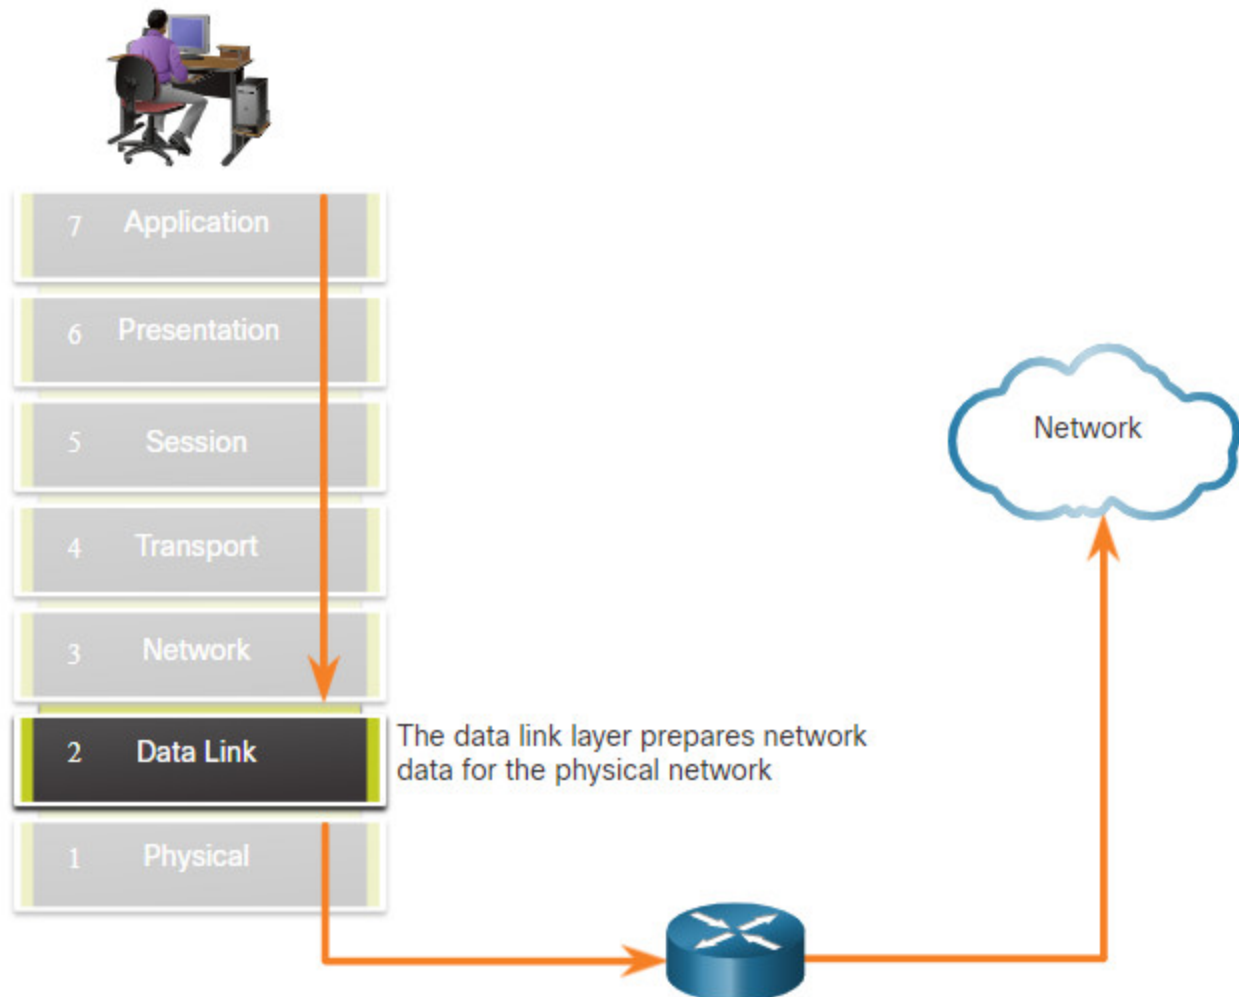 7 Application
6 Presentation
5 Session
4 Transport
3 Network
2 Data Link
The data link layer prepares network
data for the physical network
1 Physical
Network